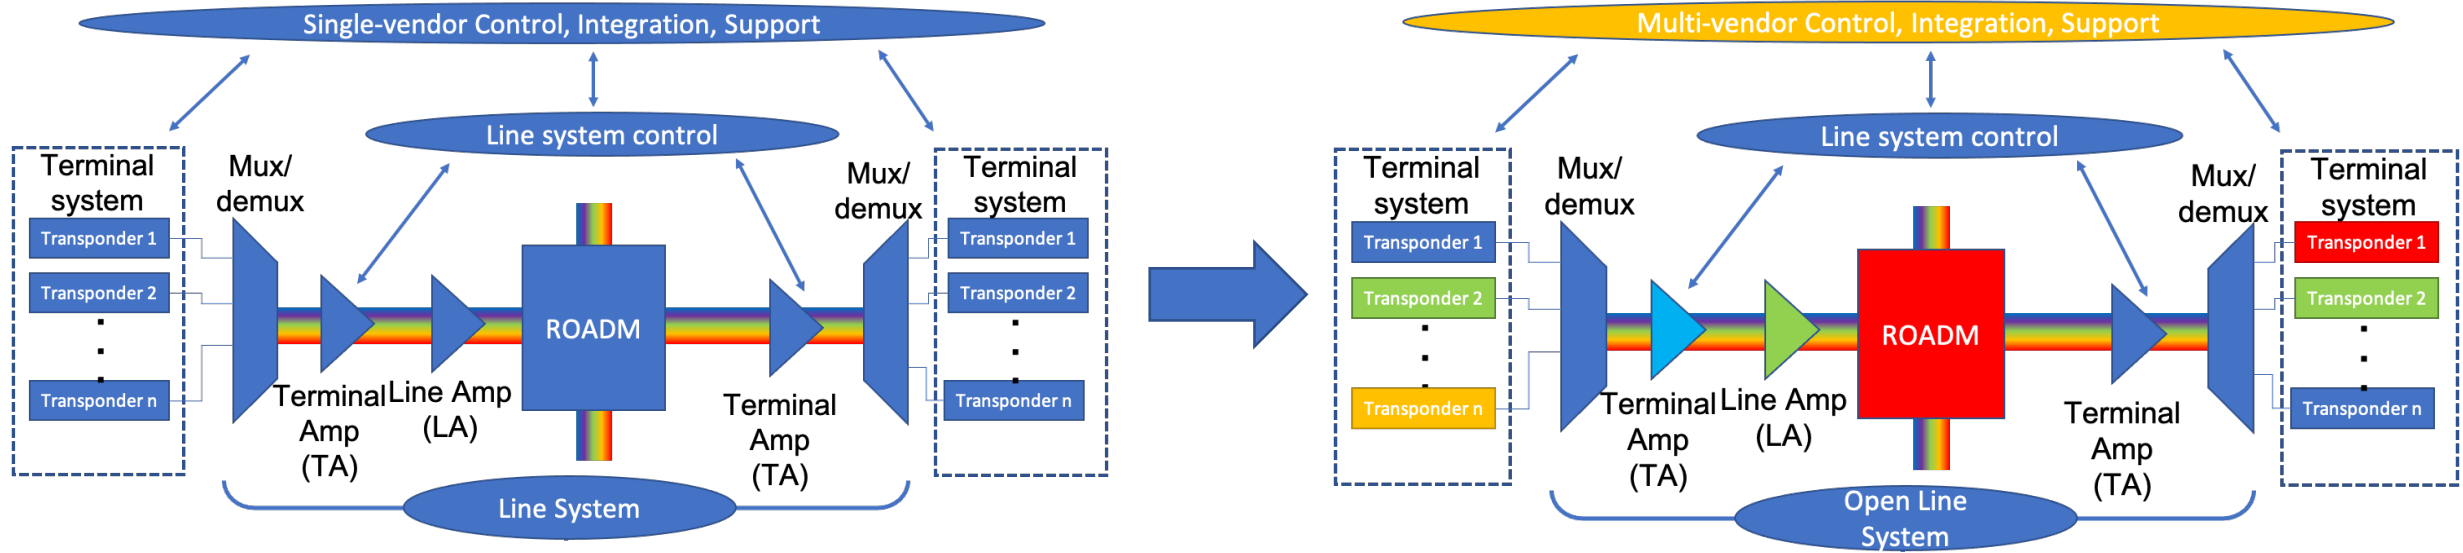 Single-vendor Control, Integration, Support
Line system control
Terminal
system
Transponder 1
Transponder 2
Transponder n
Mux/
demux
Terminal
Amp
(TA)
Line Amp
(LA)
ROADM
Terminal
Amp
(TA)
Mux/
demux
Terminal
system
Transponder 1
Transponder 2
Transponder n
Line System
Multi-vendor Control, Integration, Support
Line system control
Terminal
system
Transponder 1
Transponder 2
Transponder n
Mux/
demux
Terminal
Amp
(TA)
Line Amp
(LA)
ROADM
Terminal
Amp
(TA)
Mux/
demux
Terminal
system
Transponder 1
Transponder 2
Transponder n
Open Line
System